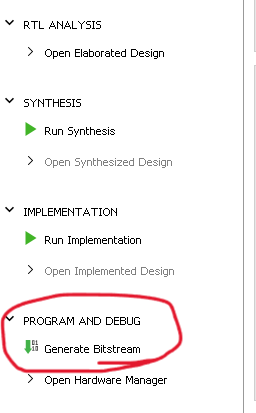 RTL ANALYSIS
Open Elaborated Design
SYNTHESIS
Run Synthesis
Open Synthesized Design
IMPLEMENTATION
Run Implementation
Open Implemented Design
PROGRAM AND DEBUG
Generate Bitstream
Open Hardware Manager